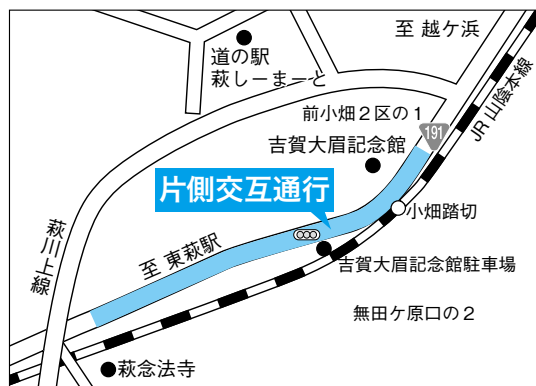 至 越ケ浜
道の駅
萩しーまーと
JR 山陰本線
前小畑２区の１
191
吉賀大眉記念館
片側交互通行
小畑踏切
至 東萩駅
萩川上線
吉賀大眉記念館駐車場
無田ケ原口の２
萩念法寺